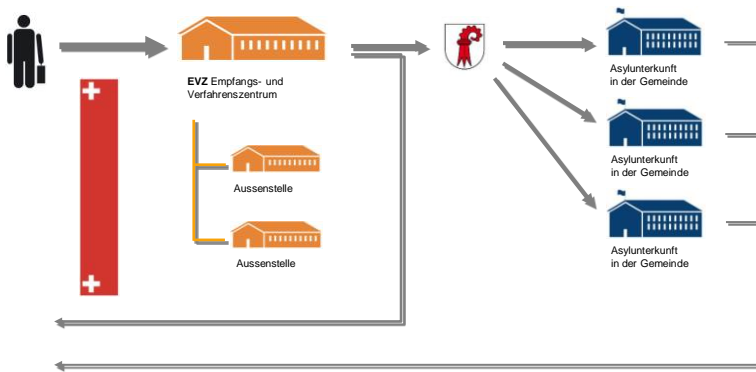 EVZ Empfangs- und
Verfahrenszentrum
Aussenstelle
Aussenstelle
Asylunterkunft
in der Gemeinde
Asylunterkunft
in der Gemeinde
Asylunterkunft
in der Gemeinde